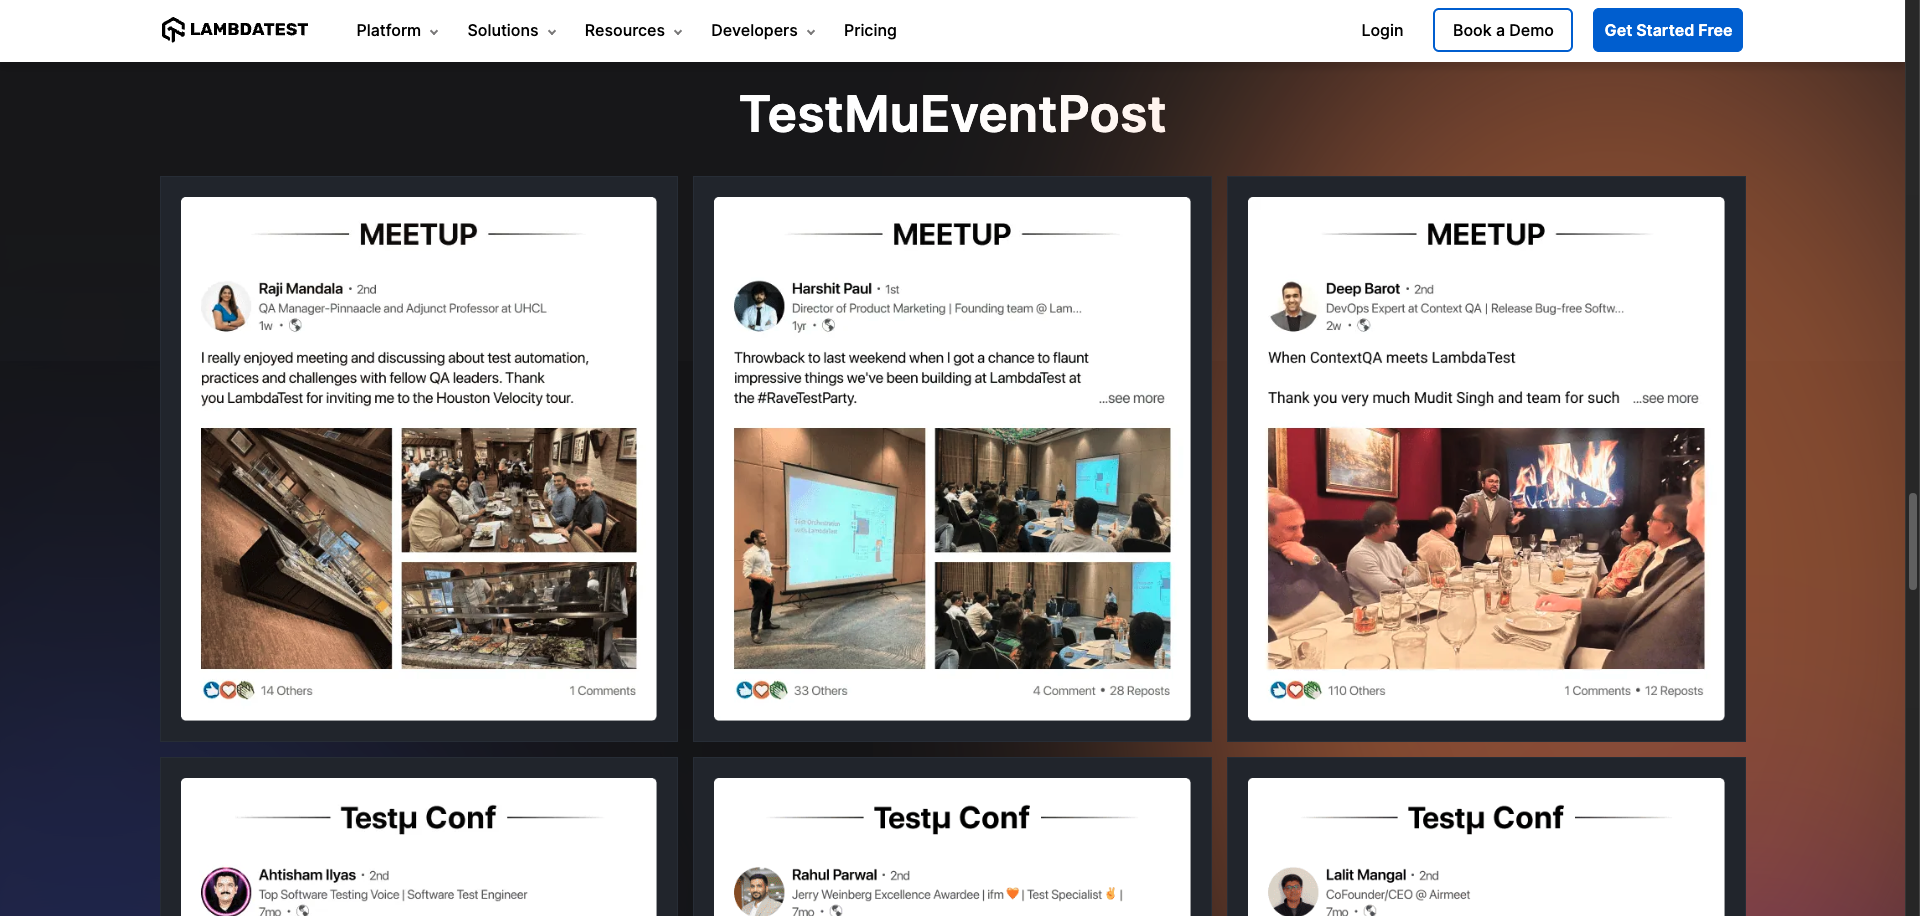 LAMBDATEST
Platform
Solutions
Resources
Developers
Pricing
Login
Book a Demo
Get Started Free
TestMuEventPost
MEETUP
Raji Mandala • 2nd
QA Manager-Pinnaacle and Adjunct Professor at UHCL
1w •
I really enjoyed meeting and discussing about test automation,
practices and challenges with fellow QA leaders. Thank
you LambdaTest for inviting me to the Houston Velocity tour.
14 Others
1 Comments
MEETUP
Harshit Paul • 1st
Director of Product Marketing | Founding team @ Lam...
1yr •
Throwback to last weekend when I got a chance to flaunt
impressive things we've been building at LambdaTest at
the #RaveTestParty.
...see more
Test Orchestration
with LambdaTest
33 Others
4 Comment • 28 Reposts
MEETUP
Deep Barot • 2nd
DevOps Expert at Context QA | Release Bug-free Softw...
2w •
When ContextQA meets LambdaTest
Thank you very much Mudit Singh and team for such ...see more
110 Others
1 Comments • 12 Reposts
Testμ Conf
Ahtisham Ilyas • 2nd
Top Software Testing Voice | Software Test Engineer
7mo •
Testμ Conf
Rahul Parwal • 2nd
Jerry Weinberg Excellence Awardee | ifm 🧡 | Test Specialist ✌ |
7mo •
Testμ Conf
Lalit Mangal • 2nd
CoFounder/CEO @ Airmeet
7mo •